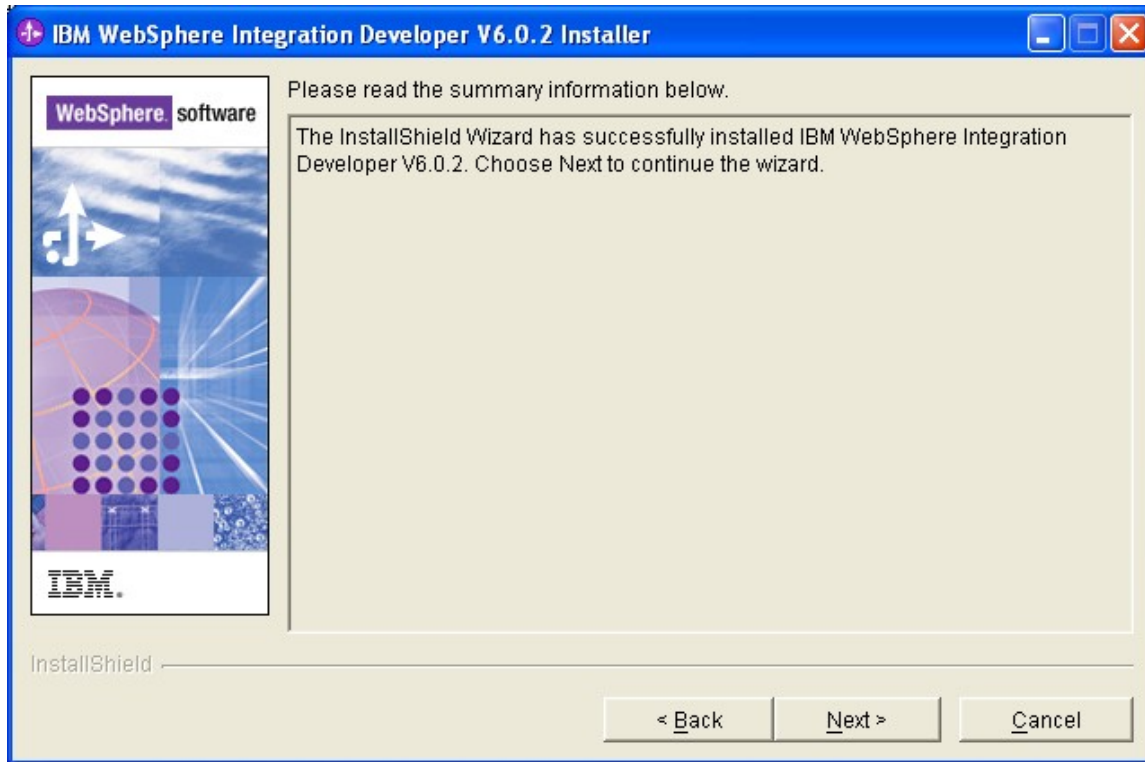 IBM WebSphere Integration Developer V6.0.2 Installer
WebSphere. software
Please read the summary information below.
The InstallShield Wizard has successfully installed IBM WebSphere Integration
Developer V6.0.2. Choose Next to continue the wizard.
IBM.
InstallShield
< Back
Next >
Cancel